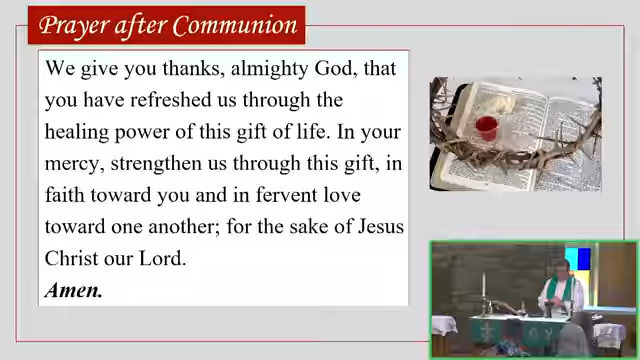 Prayer after Communion
We give you thanks, almighty God, that
you have refreshed us through the
healing power of this gift of life. In your
mercy, strengthen us through this gift, in
faith toward you and in fervent love
toward one another; for the sake of Jesus
Christ our Lord.
Amen.